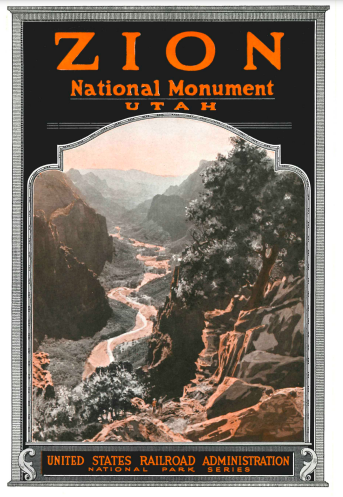 ZION
National Monument
UTAH
UNITED STATES RAILROAD ADMINISTRATION
NATIONAL PARK SERIES